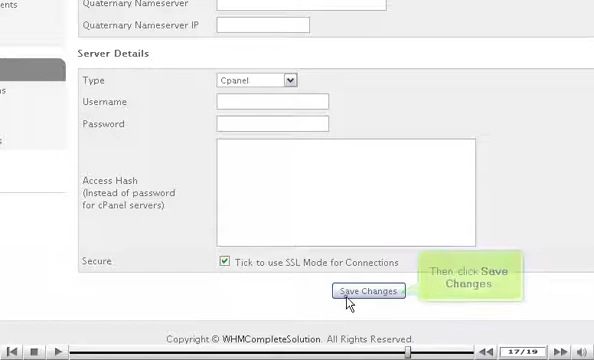 Quaternary Nameserver
Quaternary Nameserver IP
Server Details
Type Cpanel
Username
Password
Access Hash
(Instead of password
for cPanel servers)
Secure Tick to use SSL Mode for Connections
Save Changes
Then click Save
Changes
Copyright © WHMCompleteSolution. All Rights Reserved.
17/19